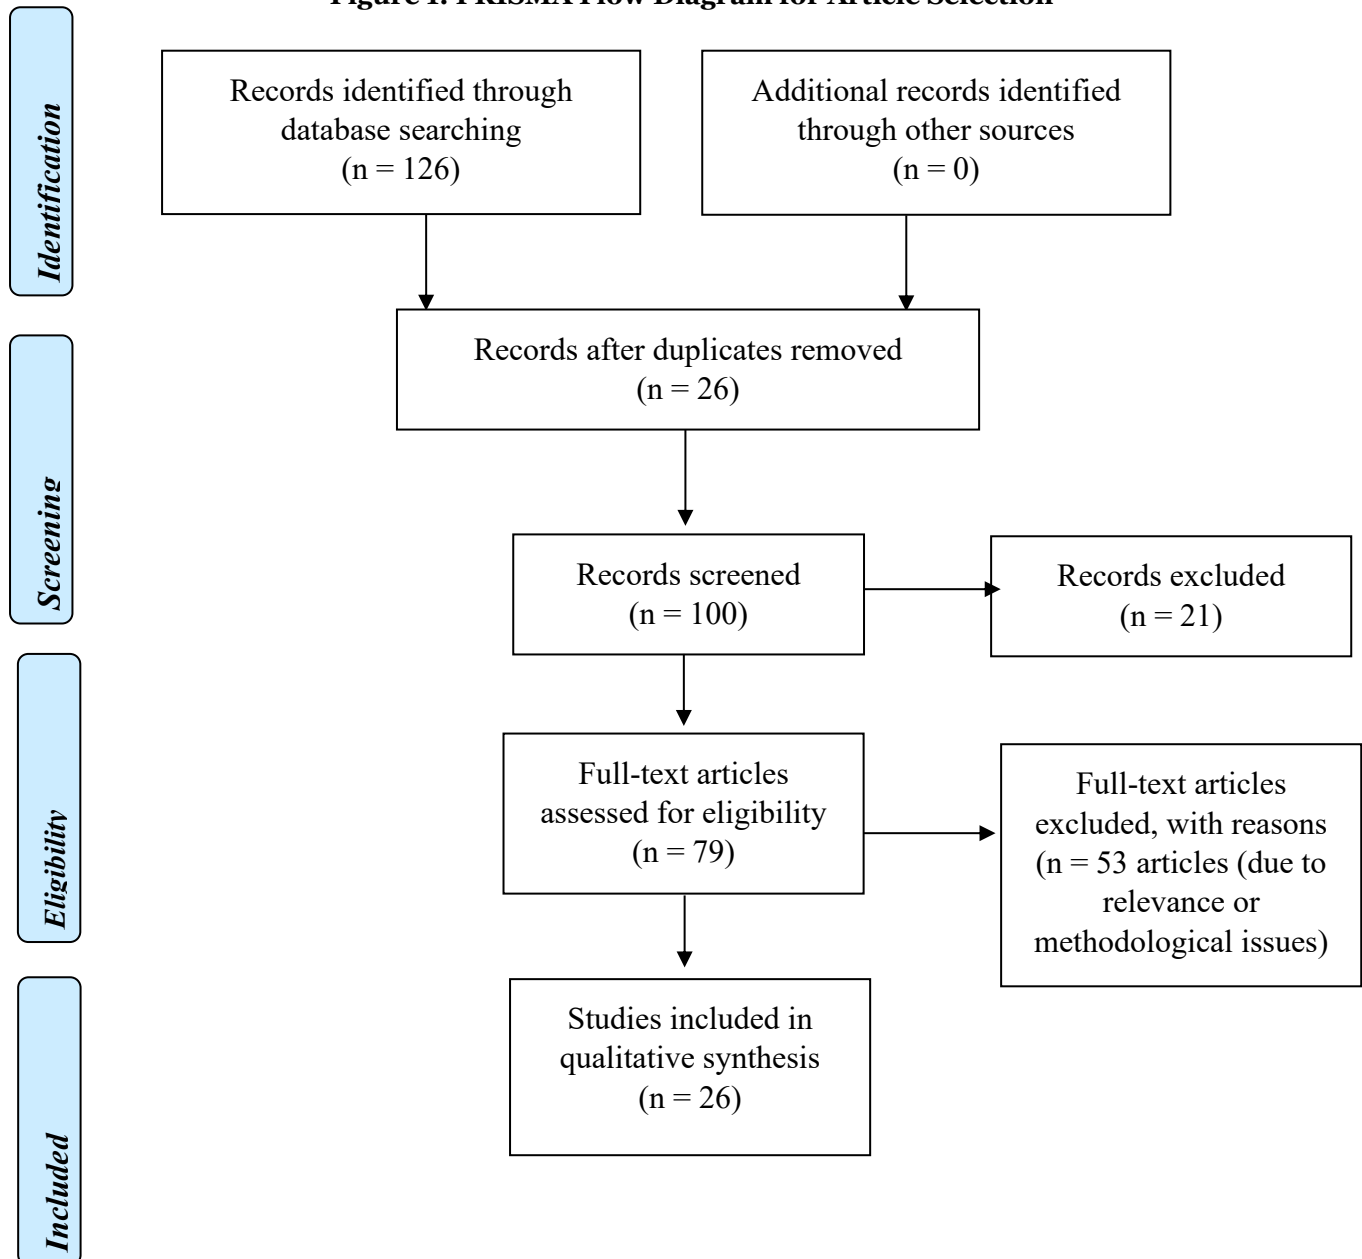 Figure 1. PRISMA Flow Diagram for Article Selection
Identification
Records identified through
database searching
(n = 126)
Additional records identified
through other sources
(n = 0)
Records after duplicates removed
(n = 26)
Screening
Records screened
(n = 100)
Records excluded
(n = 21)
Eligibility
Full-text articles
assessed for eligibility
(n = 79)
Full-text articles
excluded, with reasons
(n = 53 articles (due to
relevance or
methodological issues)
Included
Studies included in
qualitative synthesis
(n = 26)